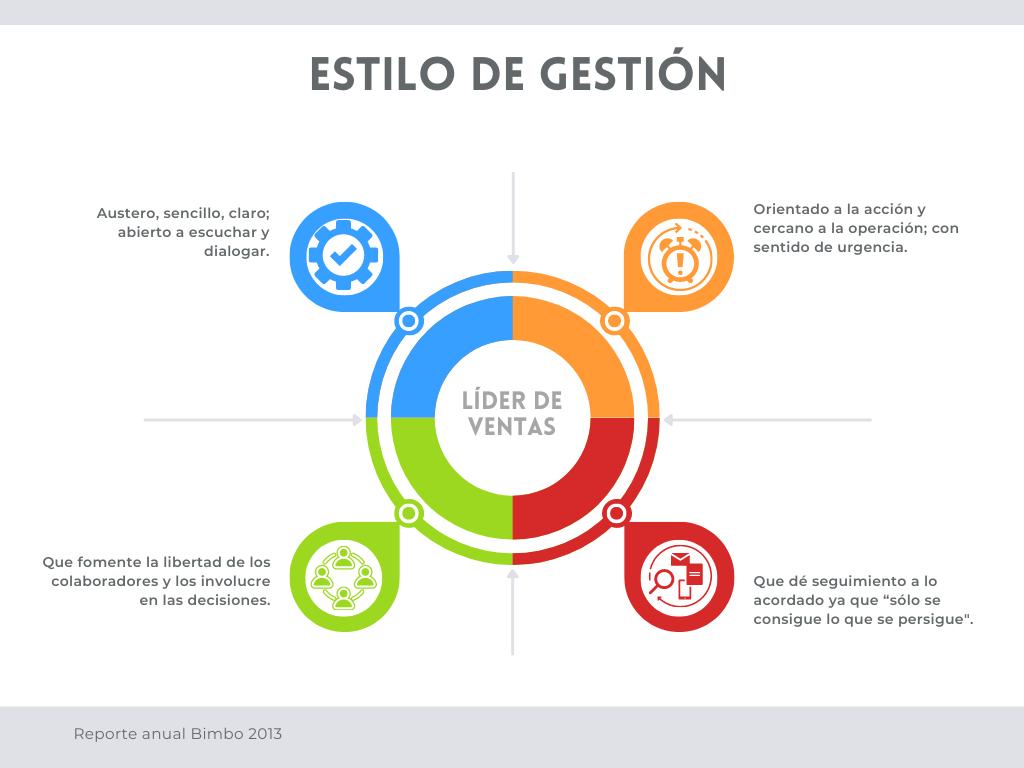 ESTILO DE GESTIÓN
Austero, sencillo, claro;
abierto a escuchar y
dialogar.
Orientado a la acción y
cercano a la operación; con
sentido de urgencia.
LÍDER DE
VENTAS
Que fomente la libertad de los
colaboradores y los involucre
en las decisiones.
Que dé seguimiento a lo
acordado ya que “sólo se
consigue lo que se persigue".
Reporte anual Bimbo 2013